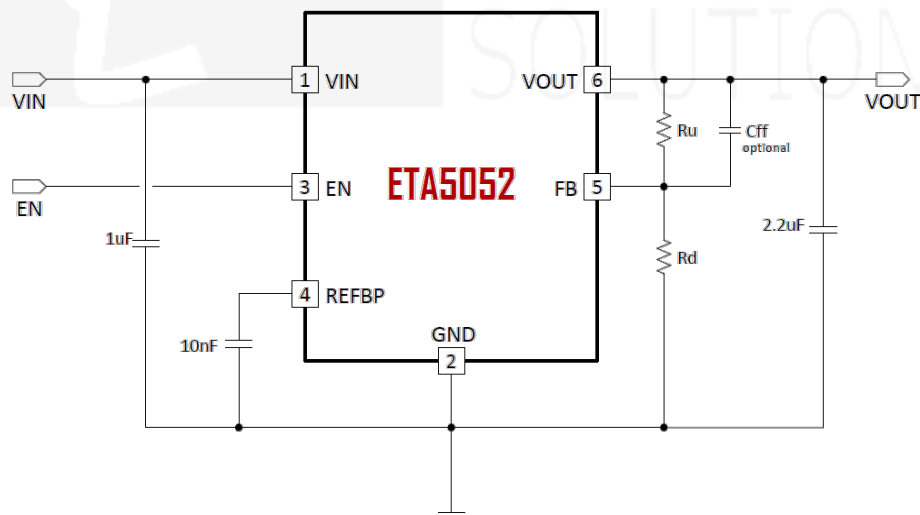 SOLUTION
1 VIN VOUT 6
VIN VOUT
Ru Cff
optional
3 EN ETA5052 FB 5
EN
1uF 2.2uF
Rd
4 REFBP
10nF GND
2